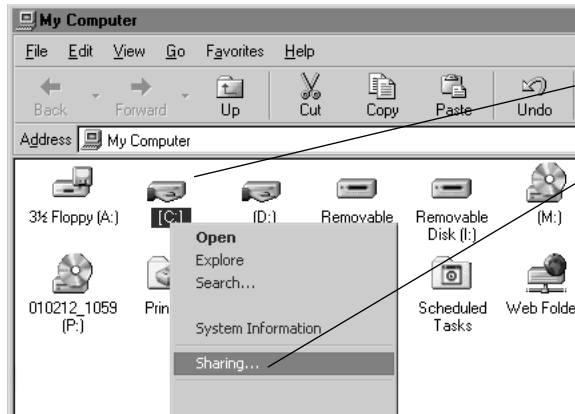 My Computer
File Edit View Go Favorites Help
Back Forward Up Cut Copy Paste Undo
Address My Computer
3½ Floppy (A:) [C:] (D:) Removable Removable Disk (I:) (M:)
010212_1059 (P:) Prin Scheduled Tasks Web Folde
Open
Explore
Search...
System Information
Sharing...